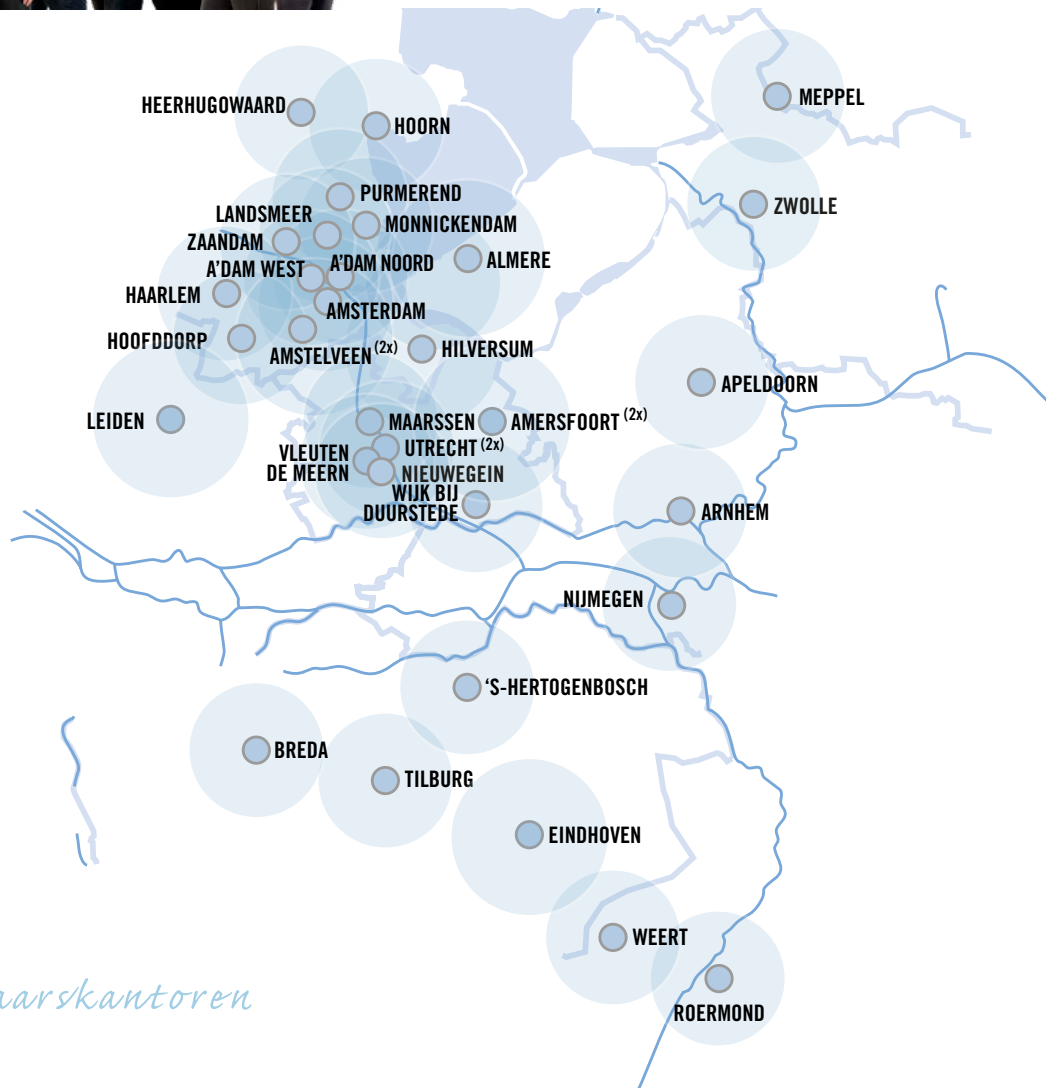 MEPPEL
HEERHUGOWAARD
HOORN
PURMEREND
ZWOLLE
LANDSMEER
MONNICKENDAM
ZAANDAM
A'DAM WEST
A'DAM NOORD
ALMERE
HAARLEM
AMSTERDAM
HOOFDDORP
AMSTELVEEN (2x)
HILVERSUM
APELDOORN
LEIDEN
MAARSSEN
AMERSFOORT (2x)
UTRECHT (2x)
VLEUTEN
DE MEERN
NIEUWEGEIN
WIJK BIJ
DUURSTEDE
ARNHEM
NIJMEGEN
‘S-HERTOGENBOSCH
BREDA
TILBURG
EINDHOVEN
WEERT
aarskantoren
ROERMOND